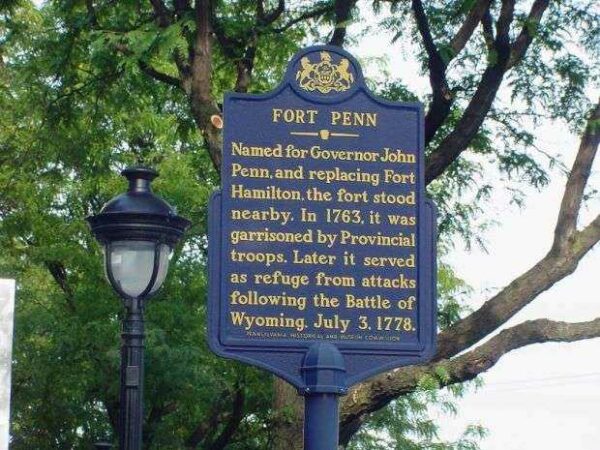 FORT PENN
Named for Governor John
Penn, and replacing Fort
Hamilton, the fort stood
nearby. In 1763, it was
garrisoned by Provincial
troops. Later it served
as refuge from attacks
following the Battle of
Wyoming, July 3, 1778.
PENNSYLVANIA HISTORICAL AND MUSEUM COMMISSION